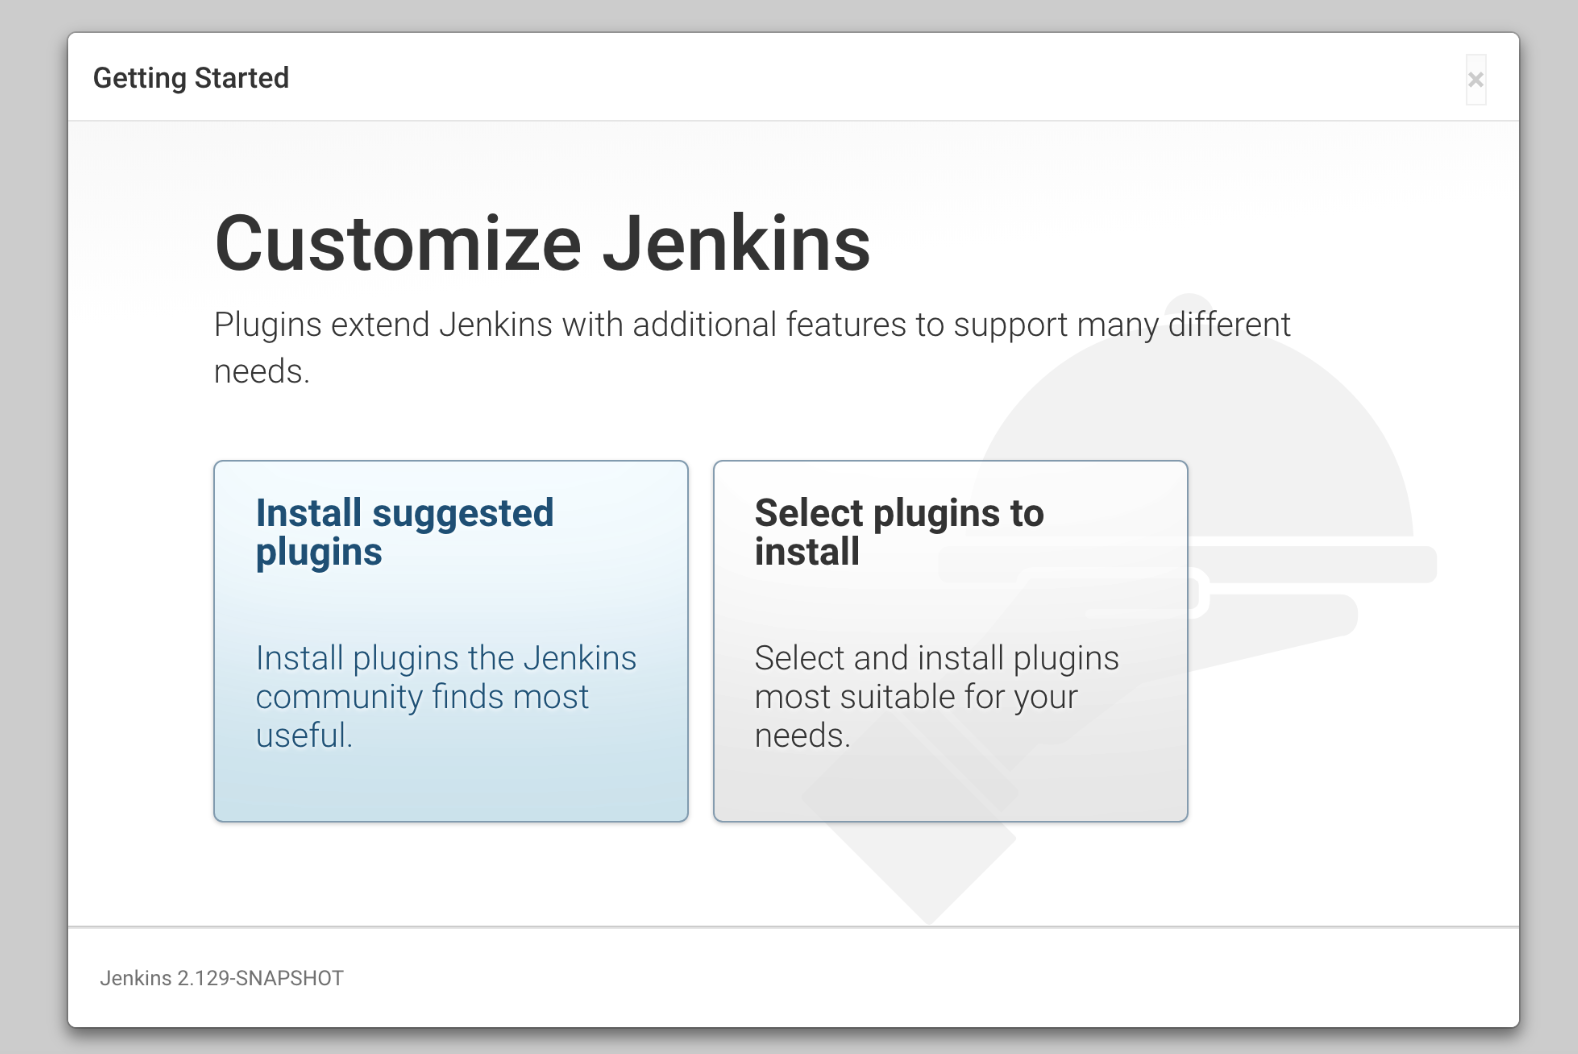 Getting Started
×
Customize Jenkins
Plugins extend Jenkins with additional features to support many different
needs.
Install suggested
plugins
Install plugins the Jenkins
community finds most
useful.
Select plugins to
install
Select and install plugins
most suitable for your
needs.
Jenkins 2.129-SNAPSHOT